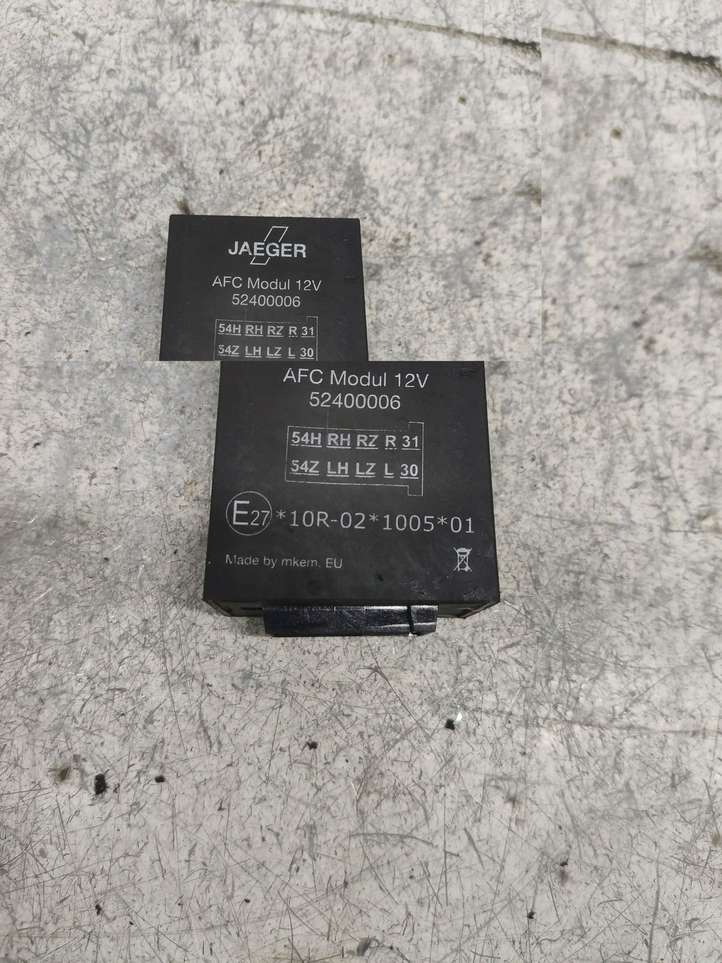 JAEGER
AFC Modul 12V
52400006
54H RH RZ R 31
54Z LH LZ L 30
AFC Modul 12V
52400006
54H RH RZ R 31
54Z LH LZ L 30
E27 *10R-02*1005*01
Made by mkem, EU